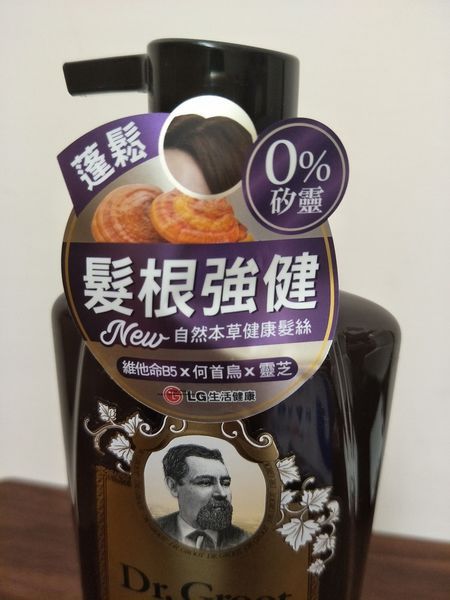 蓬鬆
0%
矽靈
髮根強健
New 自然本草健康髮絲
維他命B5 x 何首烏 x 靈芝
LG生活健康
Dr. Groot